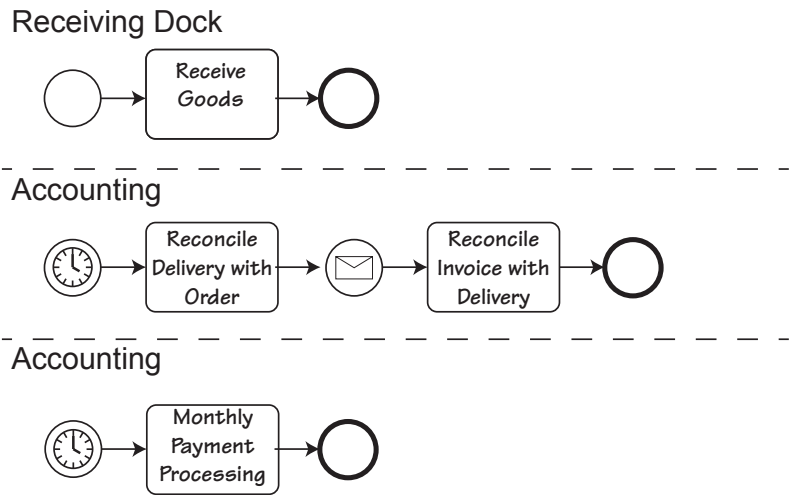 Receiving Dock
Receive
Goods
Accounting
Reconcile
Delivery with
Order
Reconcile
Invoice with
Delivery
Accounting
Monthly
Payment
Processing